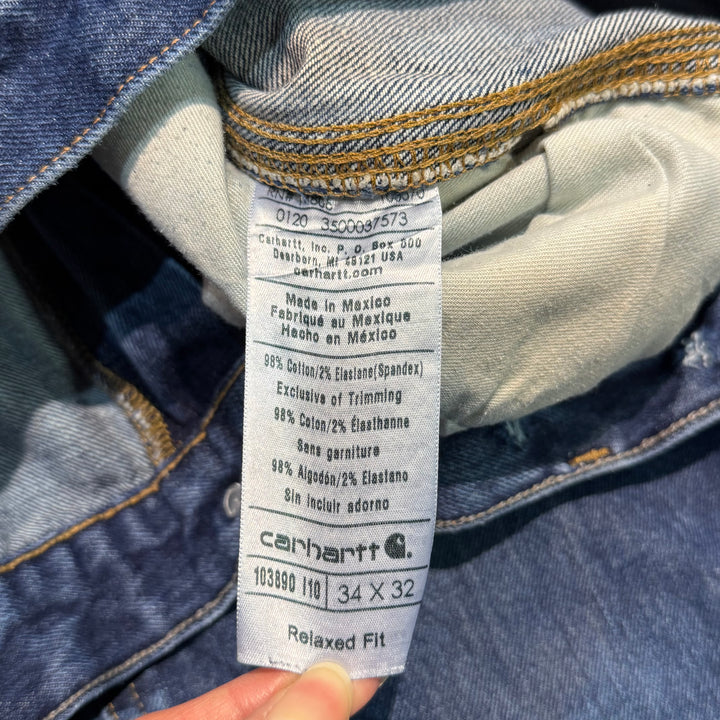 0120 3500037573
Carhartt, Inc. P. O. Box 600
Dearborn, MI 48121 USA
carhartt.com
Made in Mexico
Fabriqué au Mexique
Hecho en México
98% Cotton/2% Elastane(Spandex)
Exclusive of Trimming
98% Coton/2% Élasthanne
Sans garniture
98% Algodón/2% Elastano
Sin incluir adorno
carhartt
103890 I10 34 X 32
Relaxed Fit